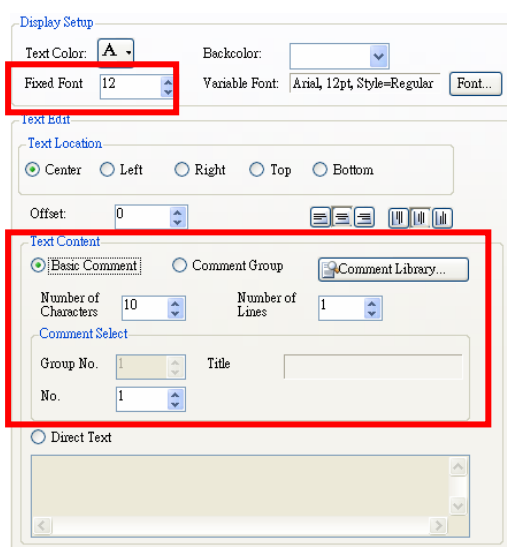 Display Setup
Text Color: A Backcolor:
Fixed Font 12 Variable Font: Arial, 12pt, Style=Regular Font...
Text Edit
Text Location
Center Left Right Top Bottom
Offset: 0
Text Content
Basic Comment Comment Group Comment Library...
Number of Characters 10 Number of Lines 1
Comment Select
Group No. 1 Title
No. 1
Direct Text